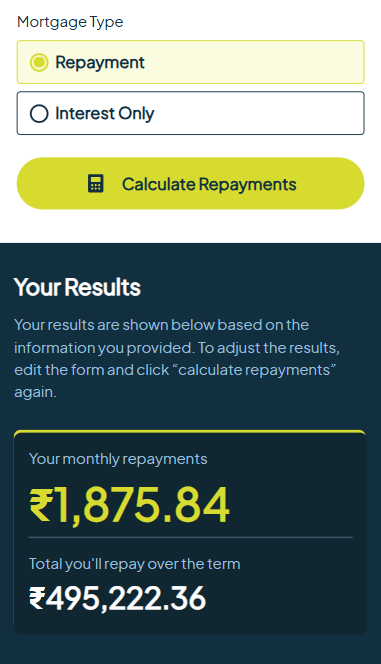 Mortgage Type
Repayment
Interest Only
Calculate Repayments
Your Results
Your results are shown below based on the
information you provided. To adjust the results,
edit the form and click “calculate repayments”
again.
Your monthly repayments
₹1,875.84
Total you'll repay over the term
₹495,222.36